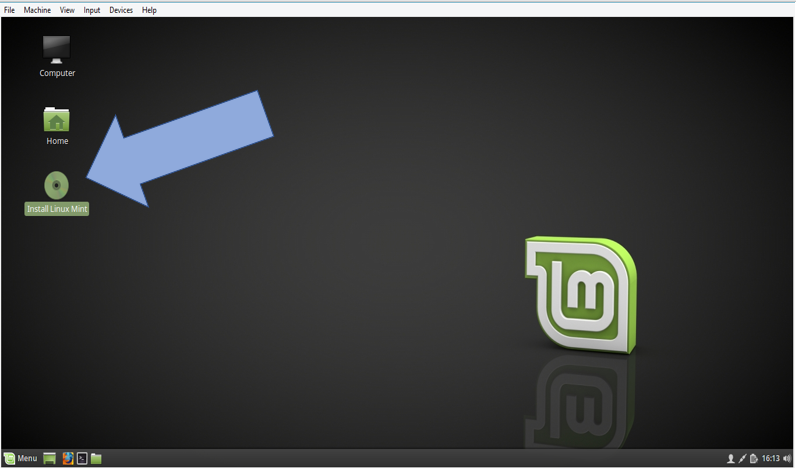 File Machine View Input Devices Help
Computer
Home
Install Linux Mint
Menu 16:13